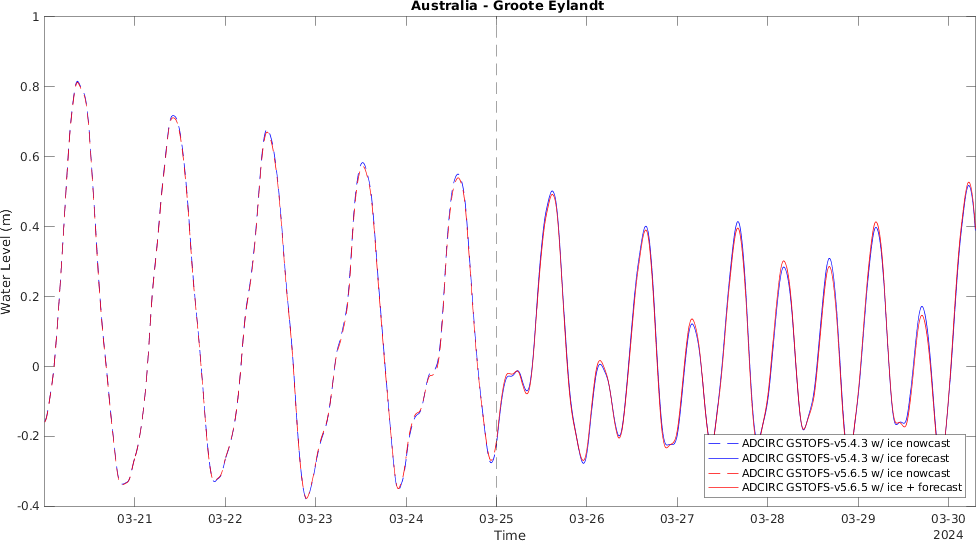 Australia - Groote Eylandt
1
0.8
0.6
0.4
0.2
0
-0.2
-0.4
Water Level (m)
03-21
03-22
03-23
03-24
03-25
03-26
03-27
03-28
03-29
03-30
Time
2024
ADCIRC GSTOFS-v5.4.3 w/ ice nowcast
ADCIRC GSTOFS-v5.4.3 w/ ice forecast
ADCIRC GSTOFS-v5.6.5 w/ ice nowcast
ADCIRC GSTOFS-v5.6.5 w/ ice + forecast